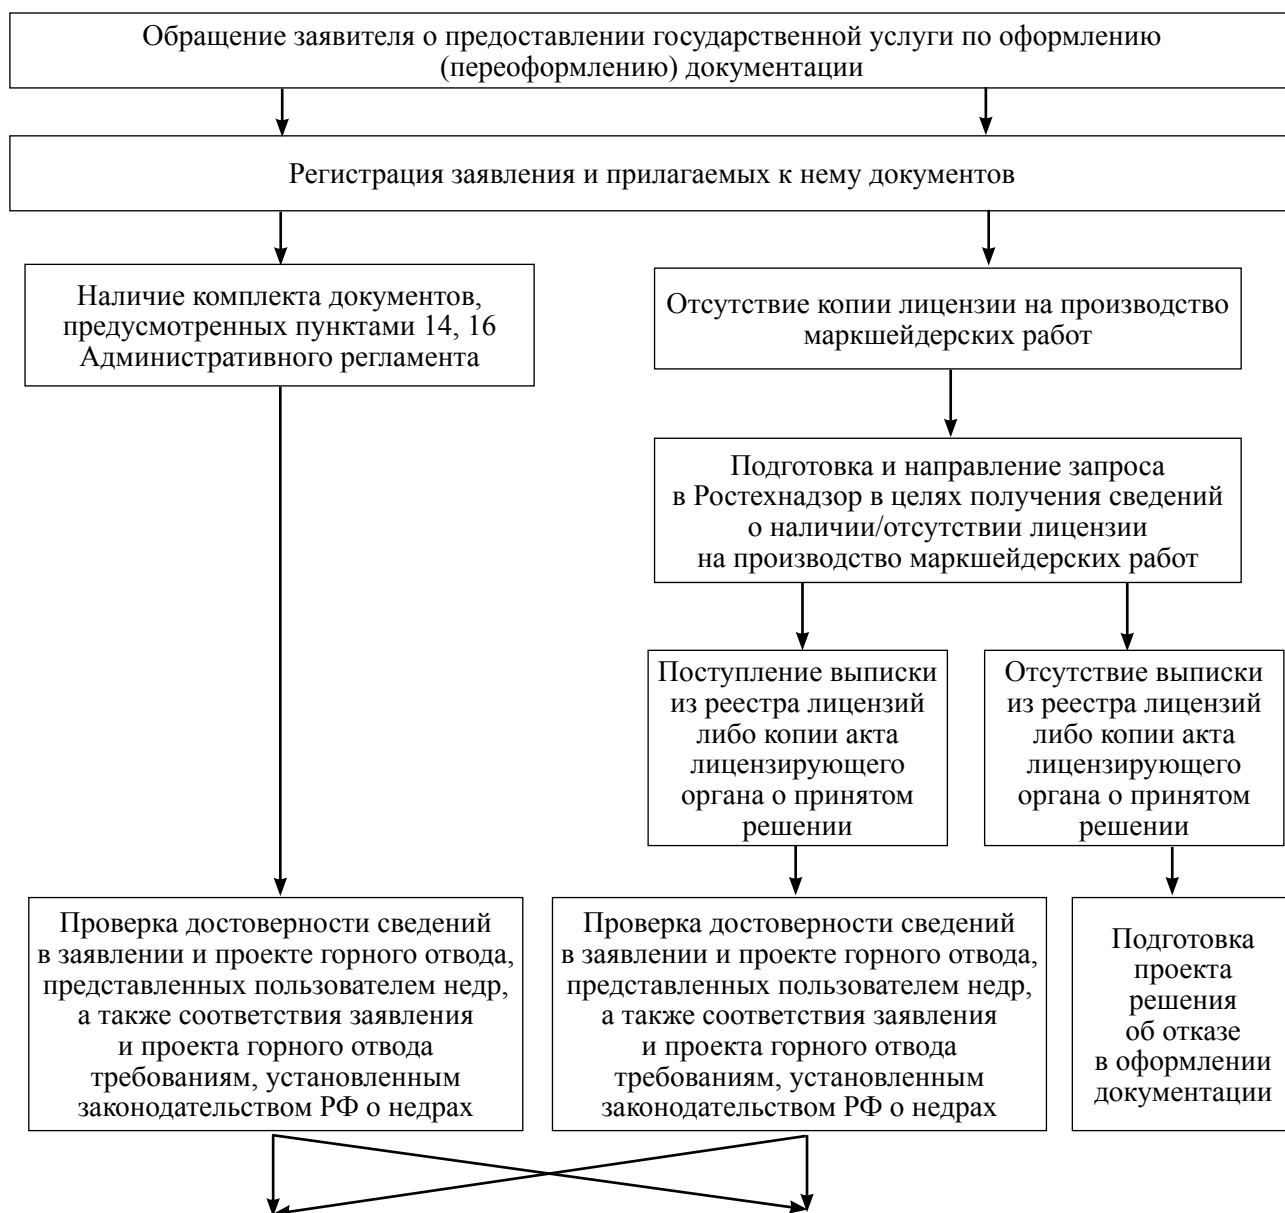 Обращение заявителя о предоставлении государственной услуги по оформлению
(переоформлению) документации
Регистрация заявления и прилагаемых к нему документов
Наличие комплекта документов,
предусмотренных пунктами 14, 16
Административного регламента
Отсутствие копии лицензии на производство
маркшейдерских работ
Подготовка и направление запроса
в Ростехнадзор в целях получения сведений
о наличии/отсутствии лицензии
на производство маркшейдерских работ
Поступление выписки
из реестра лицензий
либо копии акта
лицензирующего
органа о принятом
решении
Отсутствие выписки
из реестра лицензий
либо копии акта
лицензирующего
органа о принятом
решении
Проверка достоверности сведений
в заявлении и проекте горного отвода,
представленных пользователем недр,
а также соответствия заявления
и проекта горного отвода
требованиям, установленным
законодательством РФ о недрах
Проверка достоверности сведений
в заявлении и проекте горного отвода,
представленных пользователем недр,
а также соответствия заявления
и проекта горного отвода
требованиям, установленным
законодательством РФ о недрах
Подготовка
проекта
решения
об отказе
в оформлении
документации